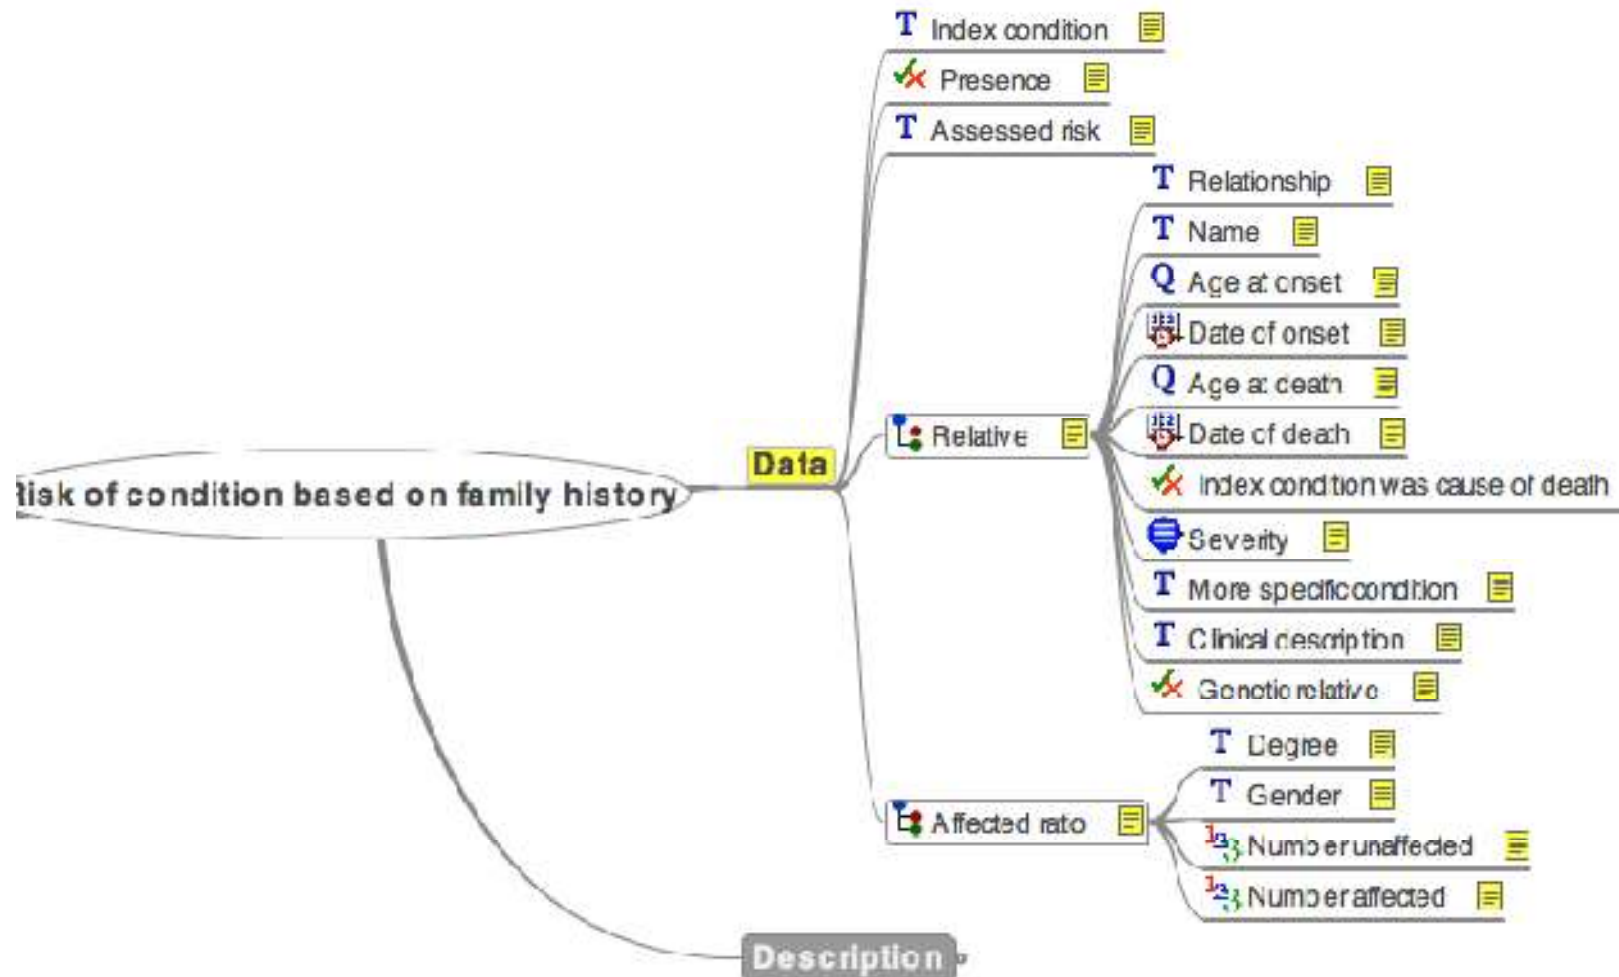 T Index condition
Presence
T Assessed risk
T Relationship
T Name
Q Age at onset
Date of onset
Q Age at death
Relative
Date of death
Data
Index condition was cause of death
Risk of condition based on family history
Severity
T More specific condition
T Clinical description
Genetic relative
T Degree
T Gender
Affected ratio
Number unaffected
Number affected
Description